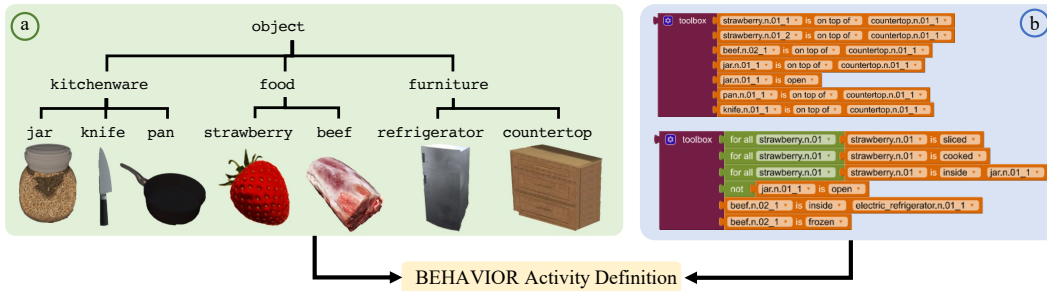 a
object
kitchenware food furniture
jar knife pan strawberry beef refrigerator countertop
b
toolbox strawberry.n.01_1 is on top of countertop.n.01_1
strawberry.n.01_2 is on top of countertop.n.01_1
beef.n.02_1 is on top of countertop.n.01_1
jar.n.01_1 is on top of countertop.n.01_1
jar.n.01_1 is open
pan.n.01_1 is on top of countertop.n.01_1
knife.n.01_1 is on top of countertop.n.01_1
toolbox for all strawberry.n.01 strawberry.n.01 is sliced
for all strawberry.n.01 strawberry.n.01 is cooked
for all strawberry.n.01 strawberry.n.01 is inside jar.n.01_1
not jar.n.01_1 is open
beef.n.02_1 is inside electric_refrigerator.n.01_1
beef.n.02_1 is frozen
BEHAVIOR Activity Definition